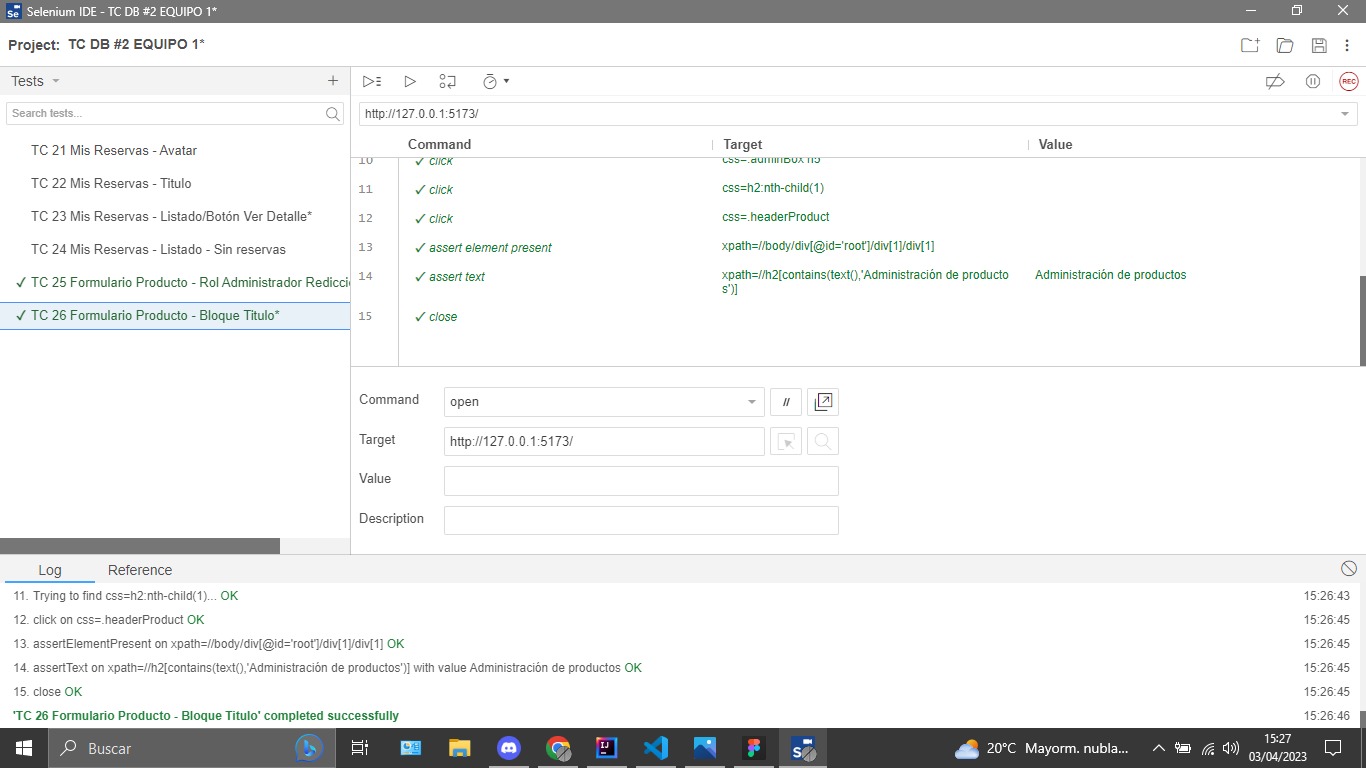 Selenium IDE - TC DB #2 EQUIPO 1*
Project: TC DB #2 EQUIPO 1*
Tests
Search tests...
TC 21 Mis Reservas - Avatar
TC 22 Mis Reservas - Titulo
TC 23 Mis Reservas - Listado/Botón Ver Detalle*
TC 24 Mis Reservas - Listado - Sin reservas
✓ TC 25 Formulario Producto - Rol Administrador Redicci
✓ TC 26 Formulario Producto - Bloque Titulo*
REC
http://127.0.0.1:5173/
Command Target Value
10 ✓ click css=.adminBox h5
11 ✓ click css=h2:nth-child(1)
12 ✓ click css=.headerProduct
13 ✓ assert element present xpath=//body/div[@id='root']/div[1]/div[1]
14 ✓ assert text xpath=//h2[contains(text(),'Administración de producto Administración de productos
s')]
15 ✓ close
Command open //
Target http://127.0.0.1:5173/
Value
Description
Log Reference
11. Trying to find css=h2:nth-child(1)... OK 15:26:43
12. click on css=.headerProduct OK 15:26:45
13. assertElementPresent on xpath=//body/div[@id='root']/div[1]/div[1] OK 15:26:45
14. assertText on xpath=//h2[contains(text(),'Administración de productos')] with value Administración de productos OK 15:26:45
15. close OK 15:26:45
'TC 26 Formulario Producto - Bloque Titulo' completed successfully 15:26:46
Buscar
20°C Mayorm. nubla...
15:27
03/04/2023